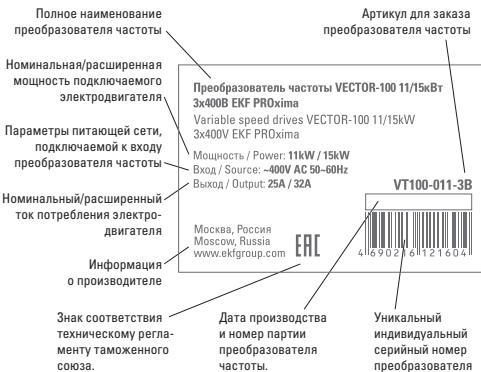 Полное наименование
преобразователя частоты
Артикул для заказа
преобразователя частоты
Номинальная/расширенная
мощность подключаемого
электродвигателя
Параметры питающей сети,
подключаемой к входу
преобразователя частоты
Номинальный/расширенный
ток потребления электро-
двигателя
Информация
о производителе
Преобразователь частоты VECTOR-100 11/15кВт
3х400В EKF PROxima
Variable speed drives VECTOR-100 11/15kW
3x400V EKF PROxima
Мощность / Power: 11kW / 15kW
Вход / Source: ~400V AC 50~60Hz
Выход / Output: 25A / 32A
VT100-011-3B
Москва, Россия
Moscow, Russia
www.ekfgroup.com
EAC
4 690216 121604
Знак соответствия
техническому регла-
менту таможенного
союза.
Дата производства
и номер партии
преобразователя
частоты.
Уникальный
индивидуальный
серийный номер
преобразователя